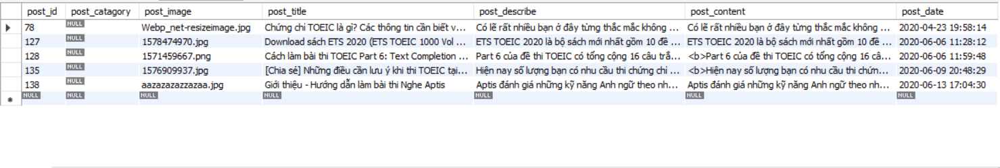 post_id post_catagory post_image post_title post_describe post_content post_date
78 NULL Webp_net-resizeimage.jpg Chứng chỉ TOEIC là gì? Các thông tin cần biết v... Có lẽ rất nhiều bạn ở đây từng thắc mắc không ... Có lẽ rất nhiều bạn ở đây từng thắc mắc không ... 2020-04-23 19:58:14
127 NULL 1578474970.jpg Download sách ETS 2020 (ETS TOEIC 1000 Vol ... ETS TOEIC 2020 là bộ sách mới nhất gồm 10 đề ... ETS TOEIC 2020 là bộ sách mới nhất gồm 10 đề ... 2020-06-06 11:28:12
128 NULL 1571459667.png Cách làm bài thi TOEIC Part 6: Text Completion ... Part 6 của đề thi TOEIC có tổng cộng 16 câu trắ... <b>Part 6 của đề thi TOEIC có tổng cộng 16 câ... 2020-06-06 11:59:48
135 NULL 1576909937.jpg [Chia sẻ] Những điều cần lưu ý khi thi TOEIC tại... Hiện nay số lượng bạn có nhu cầu thi chứng chỉ ... <b>Hiện nay số lượng bạn có nhu cầu thi chứn... 2020-06-09 20:48:29
138 NULL aazazazazzazaa.jpg Giới thiệu - Hướng dẫn làm bài thi Nghe Aptis Aptis đánh giá những kỹ năng Anh ngữ theo nh... Aptis đánh giá những kỹ năng Anh ngữ theo nh... 2020-06-13 17:04:30
NULL NULL NULL NULL NULL NULL NULL